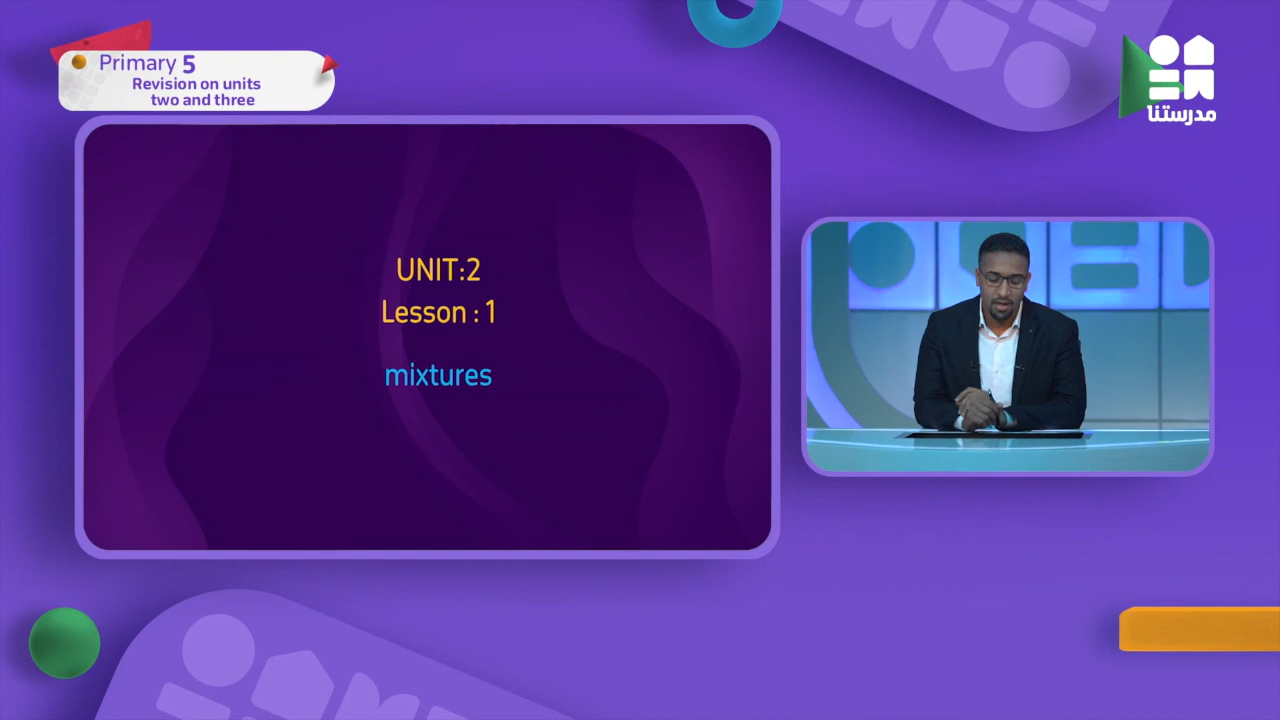 Primary 5
Revision on units
two and three
مدرستنا
UNIT:2
Lesson : 1
mixtures